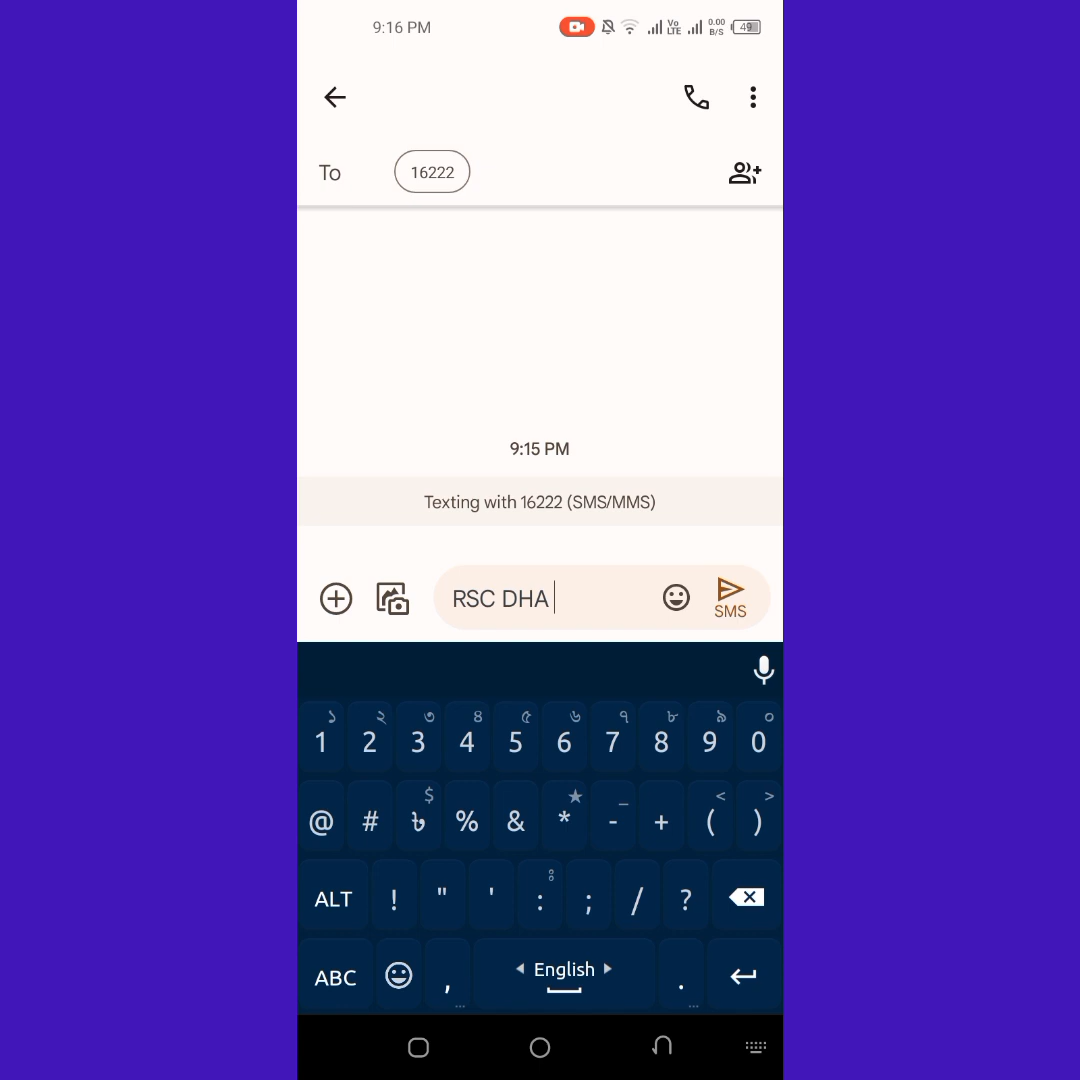 9:16 PM
Vo LTE 0.00 B/S 49
To 16222
9:15 PM
Texting with 16222 (SMS/MMS)
RSC DHA
SMS
১ ২ ৩ ৪ ৫ ৬ ৭ ৮ ৯ ০
1 2 3 4 5 6 7 8 9 0
$ ★ _ < >
@ # ৳ % & * - + ( )
ALT ! " ' : ; / ?
ABC , English .
... ...